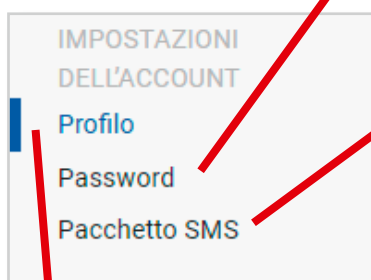 IMPOSTAZIONI
DELL'ACCOUNT
Profilo
Password
Pacchetto SMS